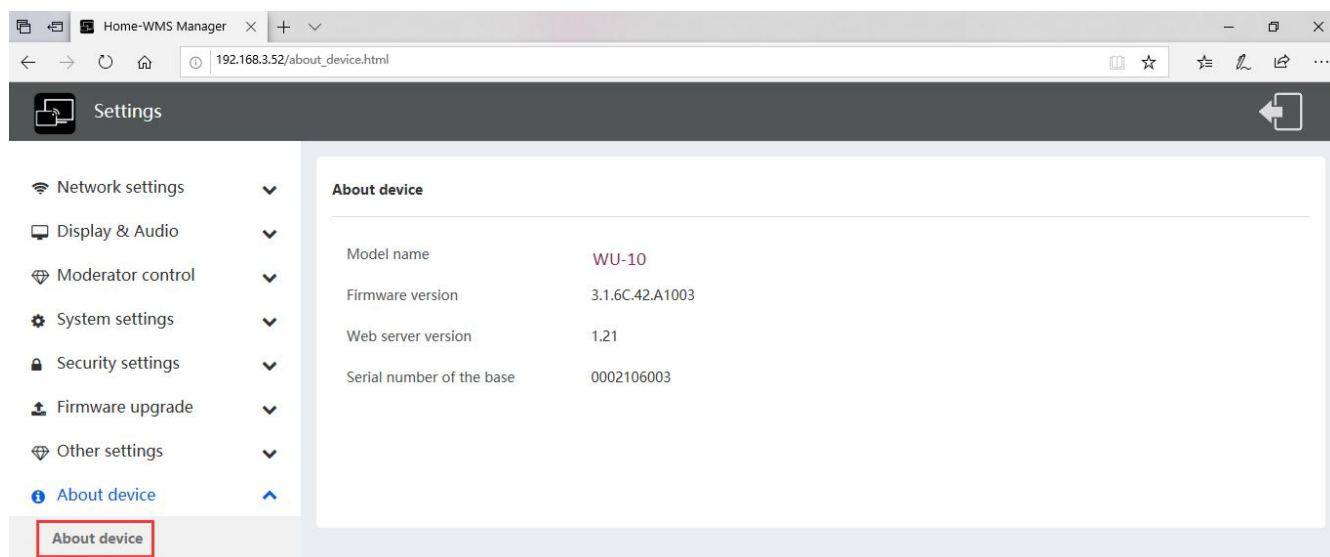 Home-WMS Manager
192.168.3.52/about_device.html
Settings
Network settings
Display & Audio
Moderator control
System settings
Security settings
Firmware upgrade
Other settings
About device
About device
About device
Model name WU-10
Firmware version 3.1.6C.42.A1003
Web server version 1.21
Serial number of the base 0002106003